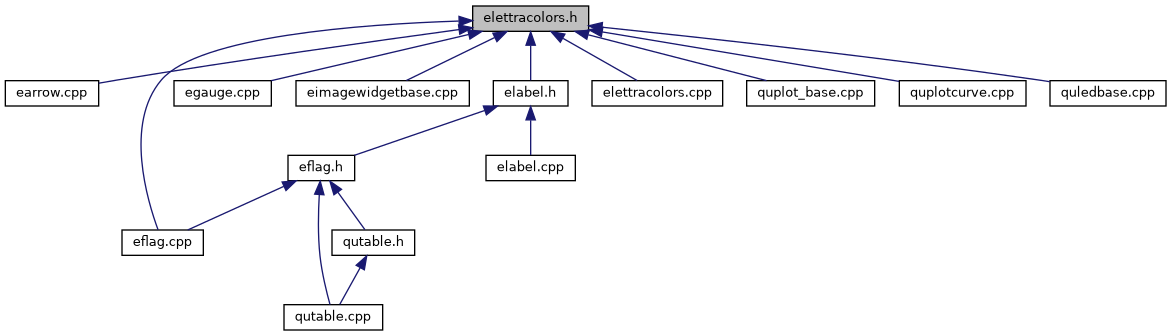 elettracolors.h
earrow.cpp
egauge.cpp
eimagewidgetbase.cpp
elabel.h
elettracolors.cpp
quplot_base.cpp
quplotcurve.cpp
quledbase.cpp
eflag.h
elabel.cpp
eflag.cpp
qutable.h
qutable.cpp